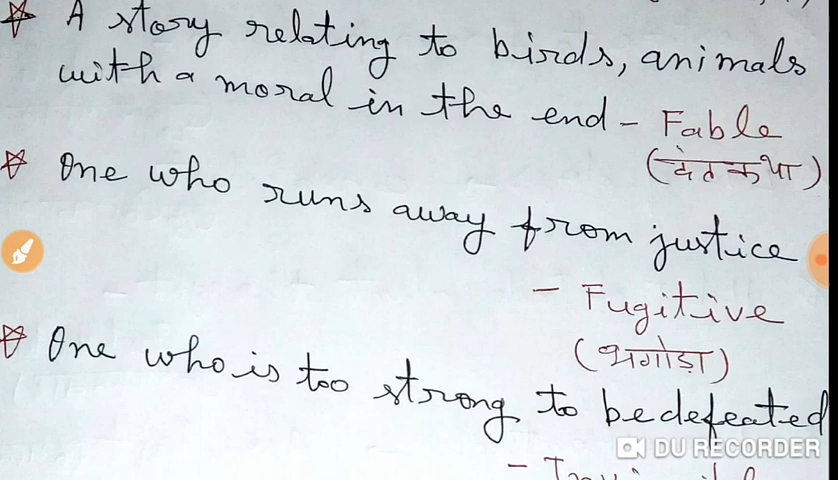 A story relating to birds, animals
with a moral in the end - Fable
(दंतकथा)
One who runs away from justice
- Fugitive
(भगोड़ा)
One who is too strong to be defeated
DU RECORDER